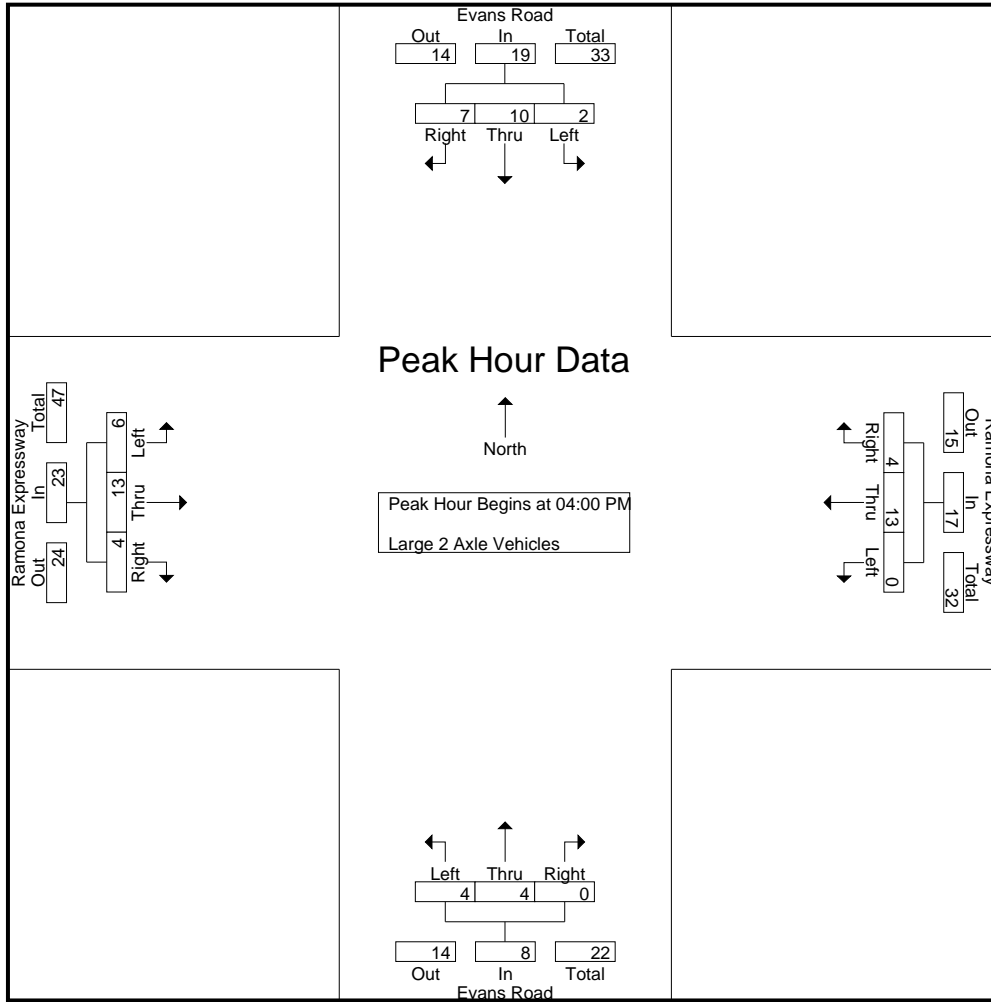 Evans Road
Out In Total
14 19 33
7 10 2
Right Thru Left
Peak Hour Data
North
Peak Hour Begins at 04:00 PM
Large 2 Axle Vehicles
Ramona Expressway
Total In Out
47 23 24
6 13 4
Left Thru Right
Ramona Expressway
Out In Total
15 17 32
4 13 0
Right Thru Left
Left Thru Right
4 4 0
14 8 22
Out In Total
Evans Road